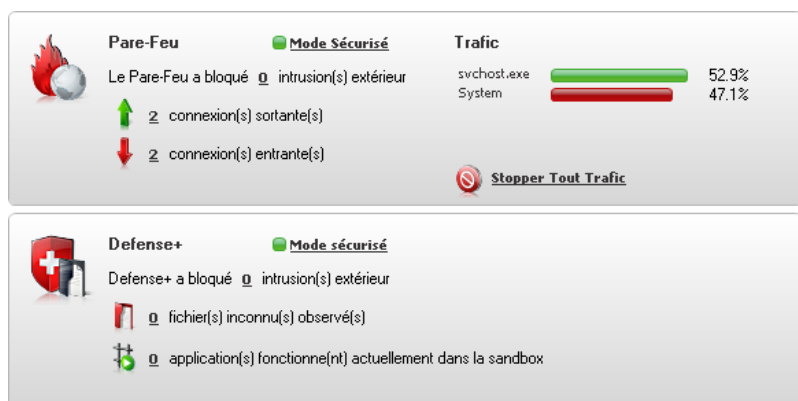 Pare-Feu
Mode Sécurisé
Le Pare-Feu a bloqué 0 intrusion(s) extérieur
2 connexion(s) sortante(s)
2 connexion(s) entrante(s)
Trafic
svchost.exe 52.9%
System 47.1%
Stopper Tout Trafic
Defense+
Mode sécurisé
Defense+ a bloqué 0 intrusion(s) extérieur
0 fichier(s) inconnu(s) observé(s)
0 application(s) fonctionne(nt) actuellement dans la sandbox